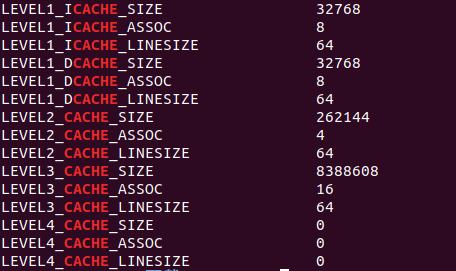 LEVEL1_ICACHE_SIZE 32768
LEVEL1_ICACHE_ASSOC 8
LEVEL1_ICACHE_LINESIZE 64
LEVEL1_DCACHE_SIZE 32768
LEVEL1_DCACHE_ASSOC 8
LEVEL1_DCACHE_LINESIZE 64
LEVEL2_CACHE_SIZE 262144
LEVEL2_CACHE_ASSOC 4
LEVEL2_CACHE_LINESIZE 64
LEVEL3_CACHE_SIZE 8388608
LEVEL3_CACHE_ASSOC 16
LEVEL3_CACHE_LINESIZE 64
LEVEL4_CACHE_SIZE 0
LEVEL4_CACHE_ASSOC 0
LEVEL4_CACHE_LINESIZE 0